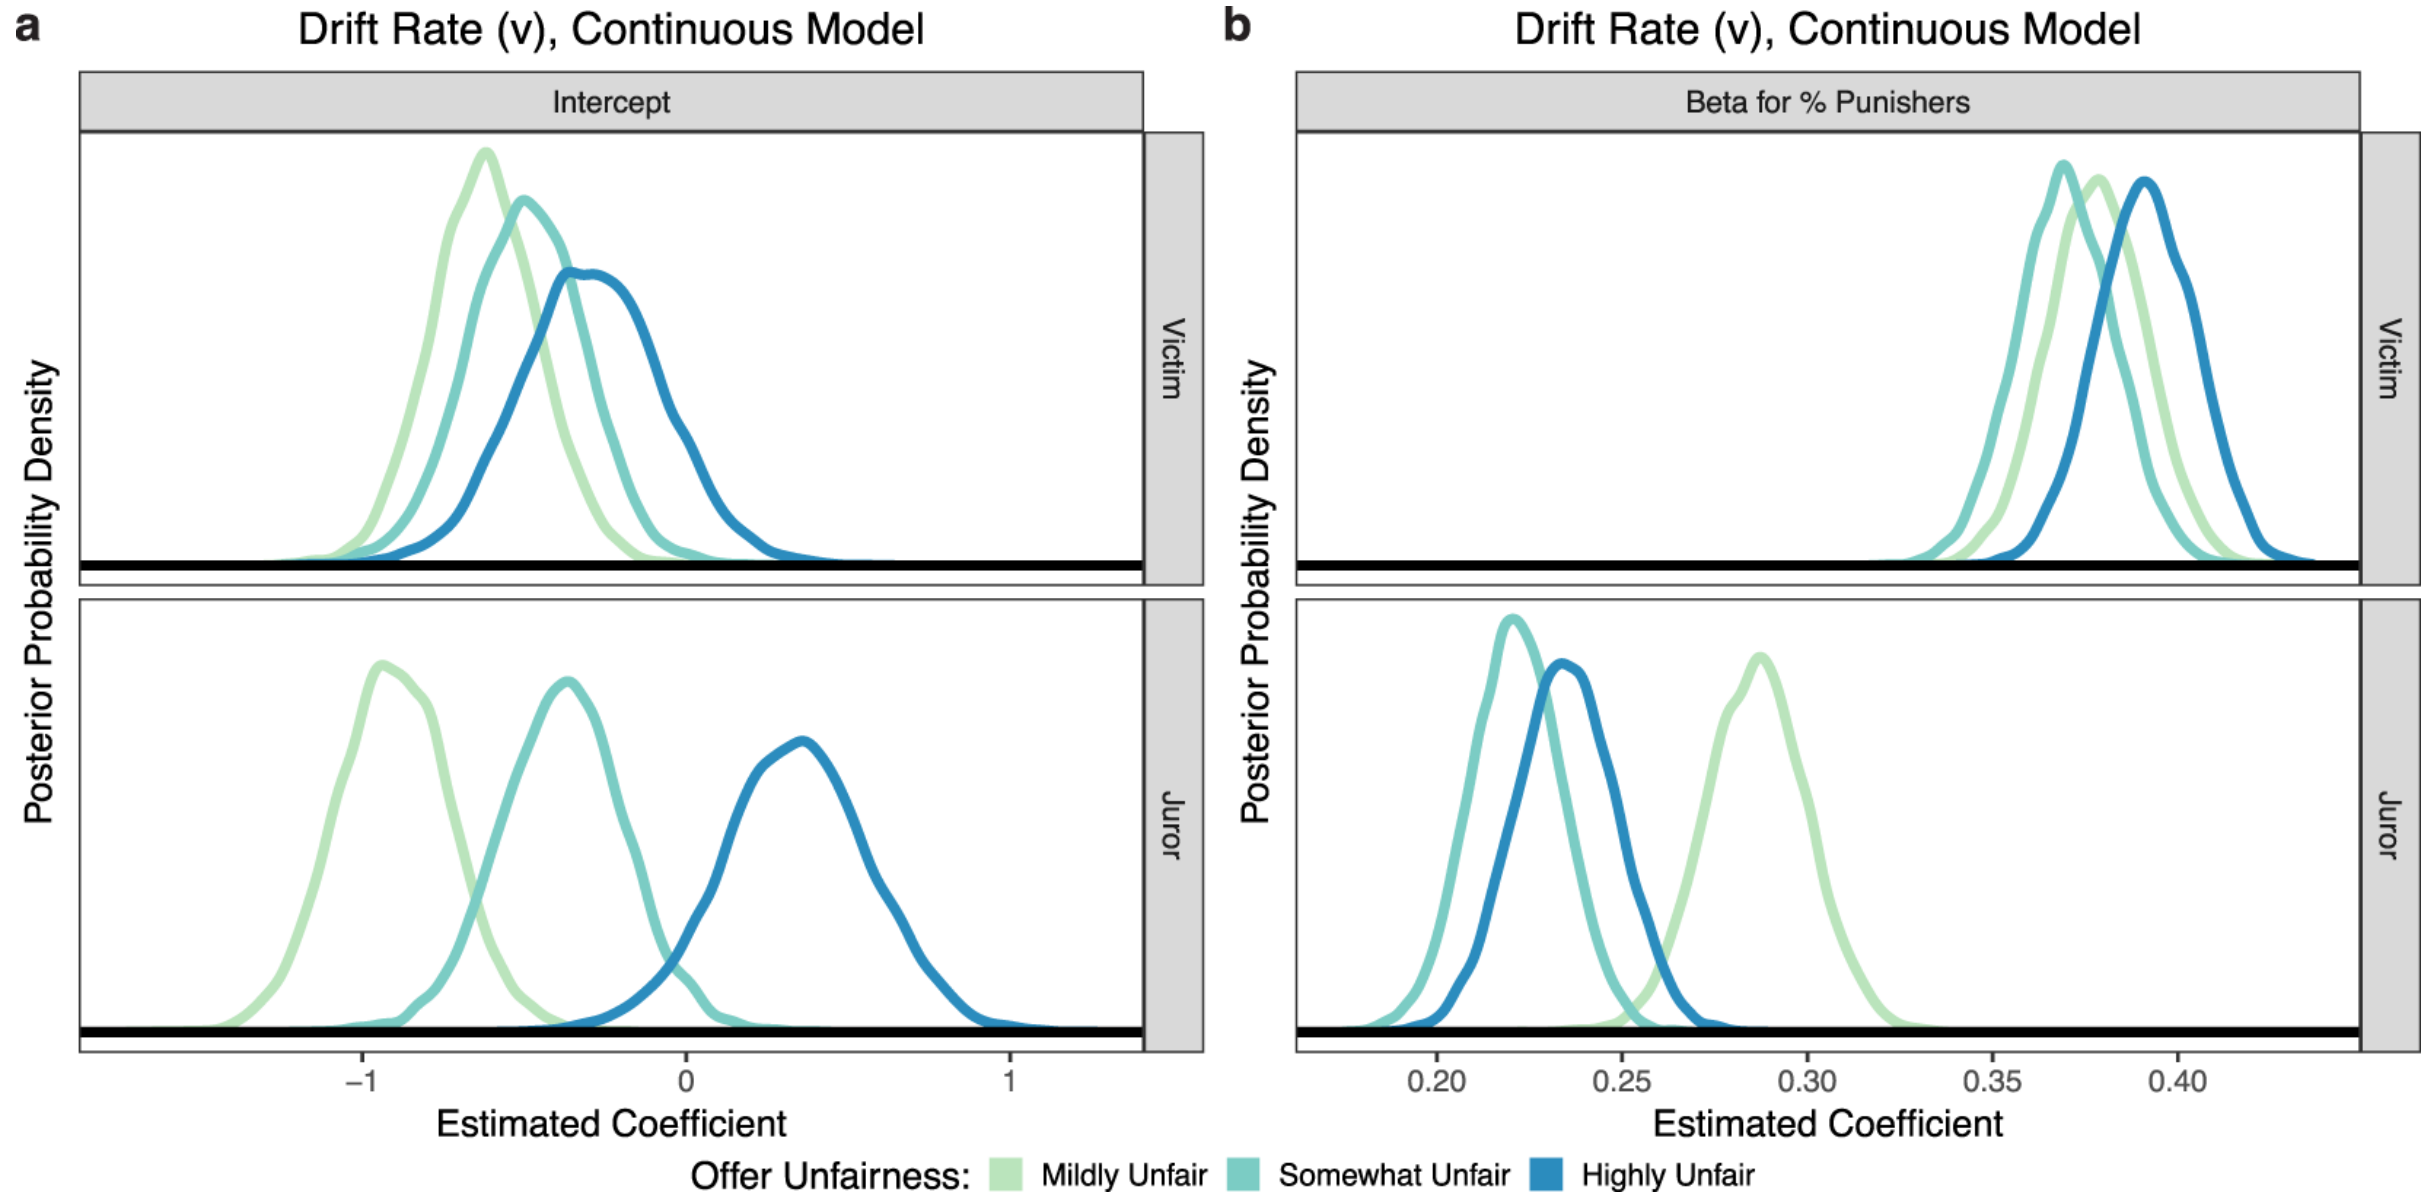 a
Drift Rate (v), Continuous Model
Intercept
Victim
Juror
Posterior Probability Density
−1
0
1
Estimated Coefficient
b
Drift Rate (v), Continuous Model
Beta for % Punishers
Victim
Juror
Posterior Probability Density
0.20
0.25
0.30
0.35
0.40
Estimated Coefficient
Offer Unfairness: Mildly Unfair Somewhat Unfair Highly Unfair